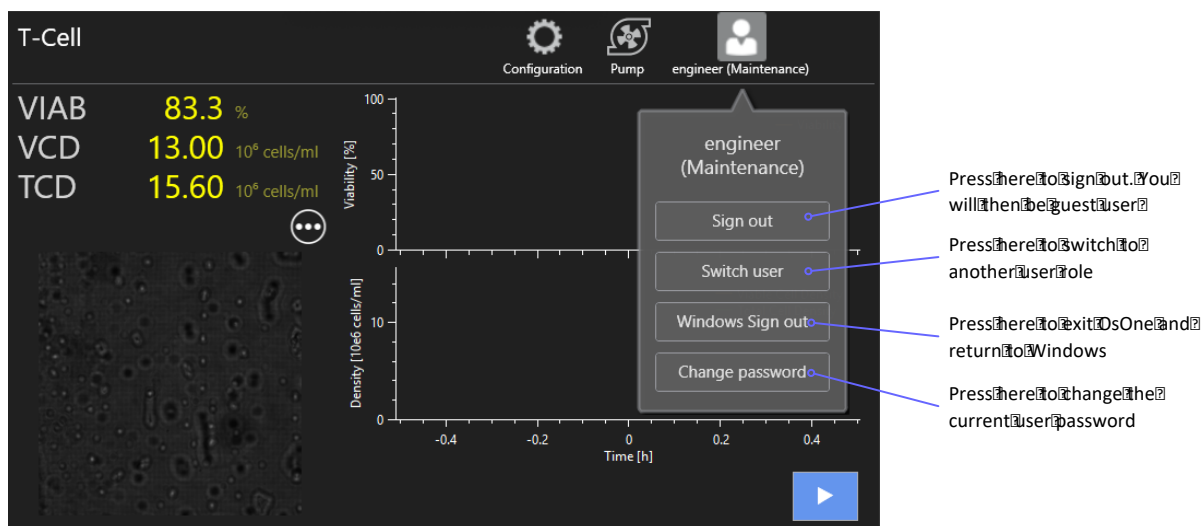 T-Cell
Configuration
Pump
engineer (Maintenance)
VIAB 83.3 %
VCD 13.00 10⁶ cells/ml
TCD 15.60 10⁶ cells/ml
100
50
0
Viability [%]
10
0
Density [10e6 cells/ml]
-0.4 -0.2 0 0.2 0.4
Time [h]
engineer
(Maintenance)
Sign out
Switch user
Windows Sign out
Change password
Press here to sign out. You
will then be guest user
Press here to switch to
another user role
Press here to exit OsOne and
return to Windows
Press here to change the
current user password